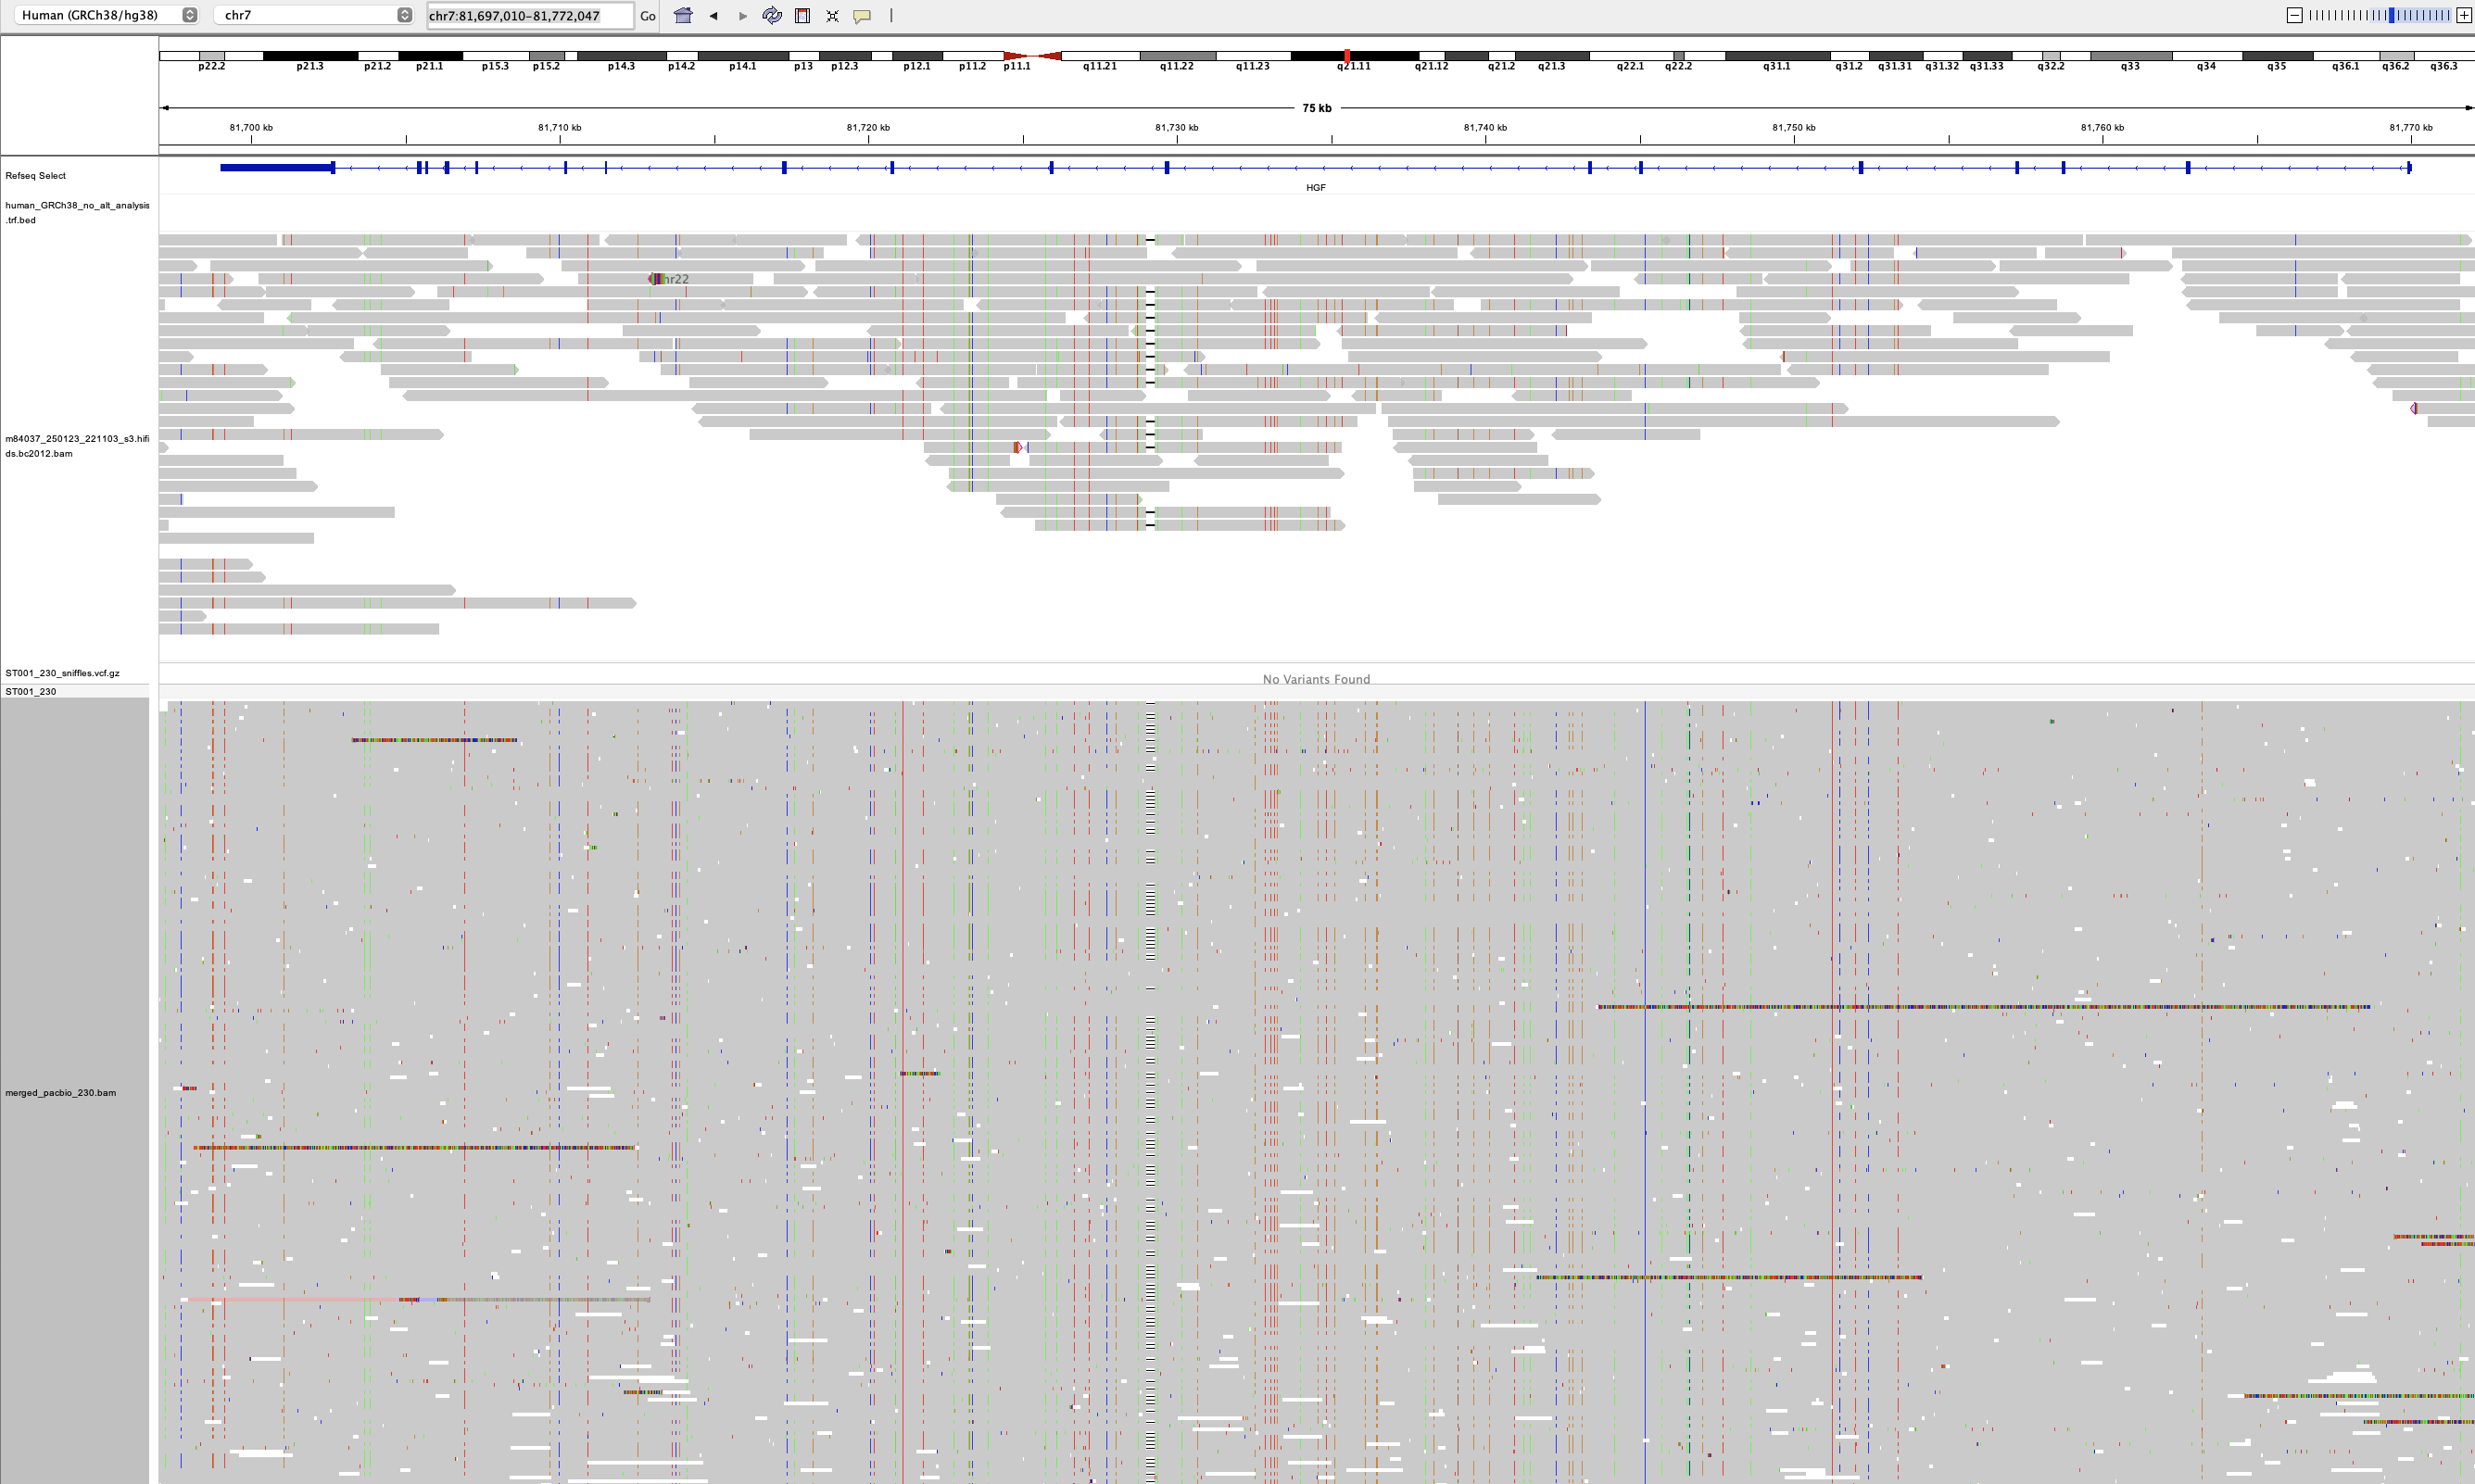 Human (GRCh38/hg38) chr7 chr7:81,697,010-81,772,047 Go
p22.2 p21.3 p21.2 p21.1 p15.3 p15.2 p14.3 p14.2 p14.1 p13 p12.3 p12.1 p11.2 p11.1 q11.21 q11.22 q11.23 q21.11 q21.12 q21.2 q21.3 q22.1 q22.2 q31.1 q31.2 q31.31 q31.32 q31.33 q32.2 q33 q34 q35 q36.1 q36.2 q36.3
75 kb
81,700 kb 81,710 kb 81,720 kb 81,730 kb 81,740 kb 81,750 kb 81,760 kb 81,770 kb
Refseq Select
HGF
human_GRCh38_no_alt_analysis
.trf.bed
hr22
m84037_250123_221103_s3.hifi
ds.bc2012.bam
ST001_230_sniffles.vcf.gz
No Variants Found
ST001_230
merged_pacbio_230.bam